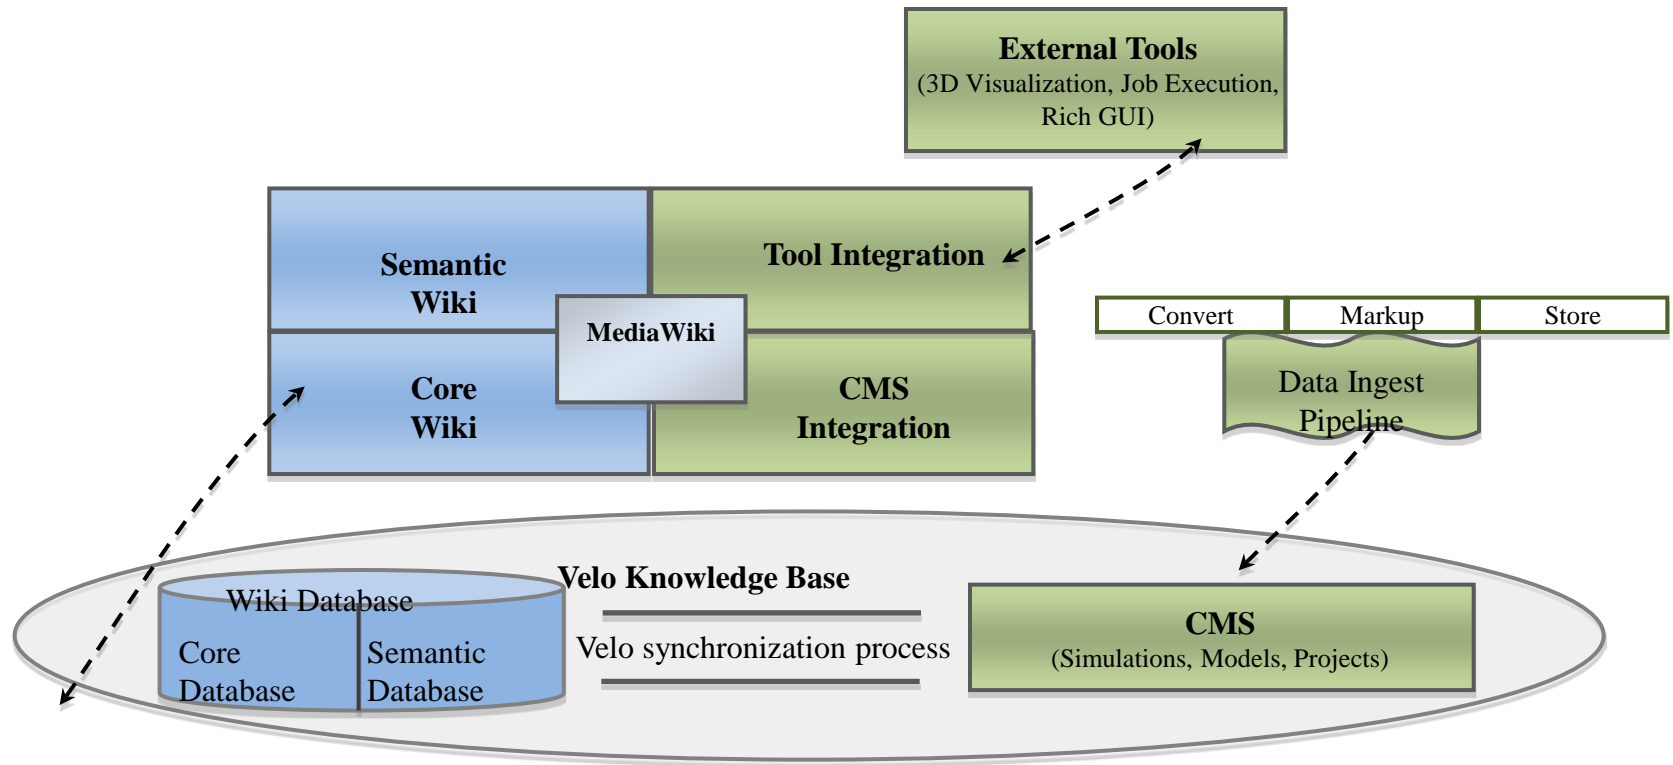 External Tools
(3D Visualization, Job Execution,
Rich GUI)
Semantic
Wiki
Tool Integration
MediaWiki
Core
Wiki
CMS
Integration
Convert
Markup
Store
Data Ingest
Pipeline
Velo Knowledge Base
Wiki Database
Core
Database
Semantic
Database
Velo synchronization process
CMS
(Simulations, Models, Projects)